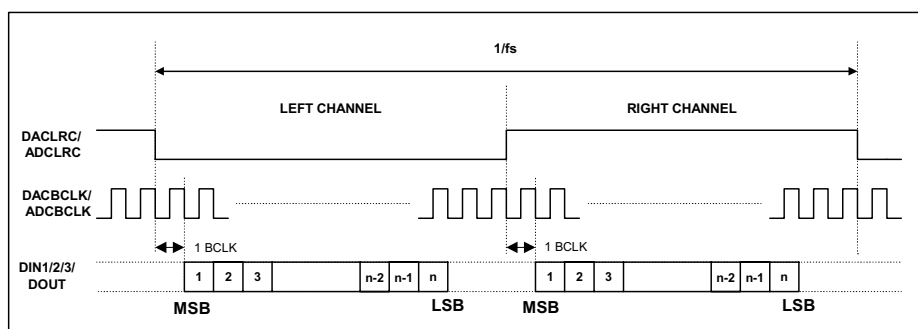 1/fs
LEFT CHANNEL
RIGHT CHANNEL
DACLRC/
ADCLRC
DACBCLK/
ADCBCLK
1 BCLK
1 BCLK
DIN1/2/3/
DOUT
1 2 3 n-2 n-1 n
1 2 3 n-2 n-1 n
MSB
LSB
MSB
LSB